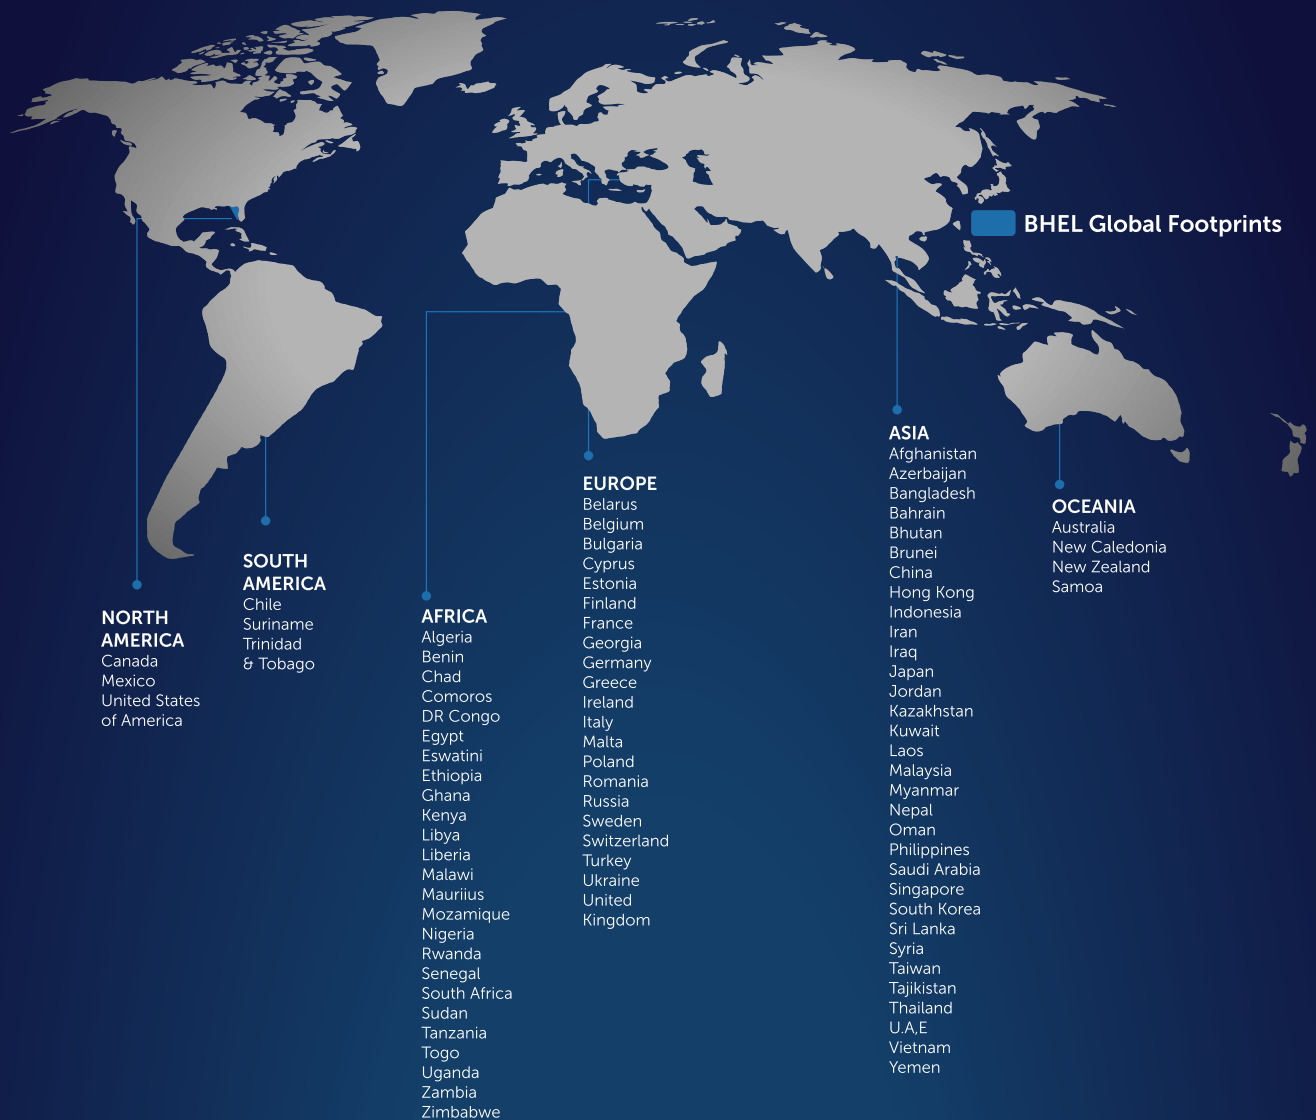 BHEL Global Footprints
NORTH
AMERICA
Canada
Mexico
United States
of America
SOUTH
AMERICA
Chile
Suriname
Trinidad
& Tobago
AFRICA
Algeria
Benin
Chad
Comoros
DR Congo
Egypt
Eswatini
Ethiopia
Ghana
Kenya
Libya
Liberia
Malawi
Mauriius
Mozamique
Nigeria
Rwanda
Senegal
South Africa
Sudan
Tanzania
Togo
Uganda
Zambia
Zimbabwe
EUROPE
Belarus
Belgium
Bulgaria
Cyprus
Estonia
Finland
France
Georgia
Germany
Greece
Ireland
Italy
Malta
Poland
Romania
Russia
Sweden
Switzerland
Turkey
Ukraine
United
Kingdom
ASIA
Afghanistan
Azerbaijan
Bangladesh
Bahrain
Bhutan
Brunei
China
Hong Kong
Indonesia
Iran
Iraq
Japan
Jordan
Kazakhstan
Kuwait
Laos
Malaysia
Myanmar
Nepal
Oman
Philippines
Saudi Arabia
Singapore
South Korea
Sri Lanka
Syria
Taiwan
Tajikistan
Thailand
U.A,E
Vietnam
Yemen
OCEANIA
Australia
New Caledonia
New Zealand
Samoa